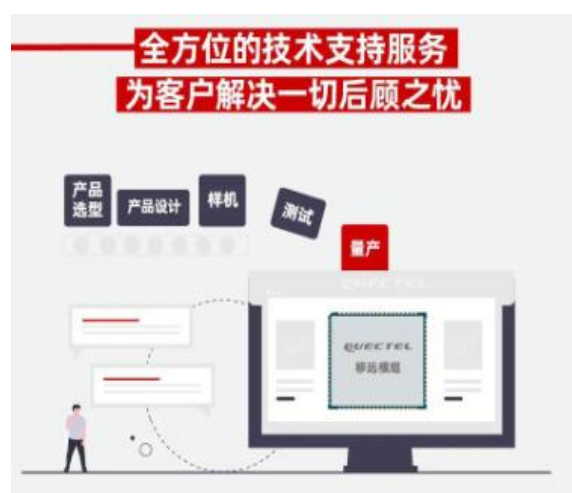 全方位的技术支持服务
为客户解决一切后顾之忧
产品
选型
产品设计
样机
测试
量产
QUECTEL
QUECTEL
移远模组